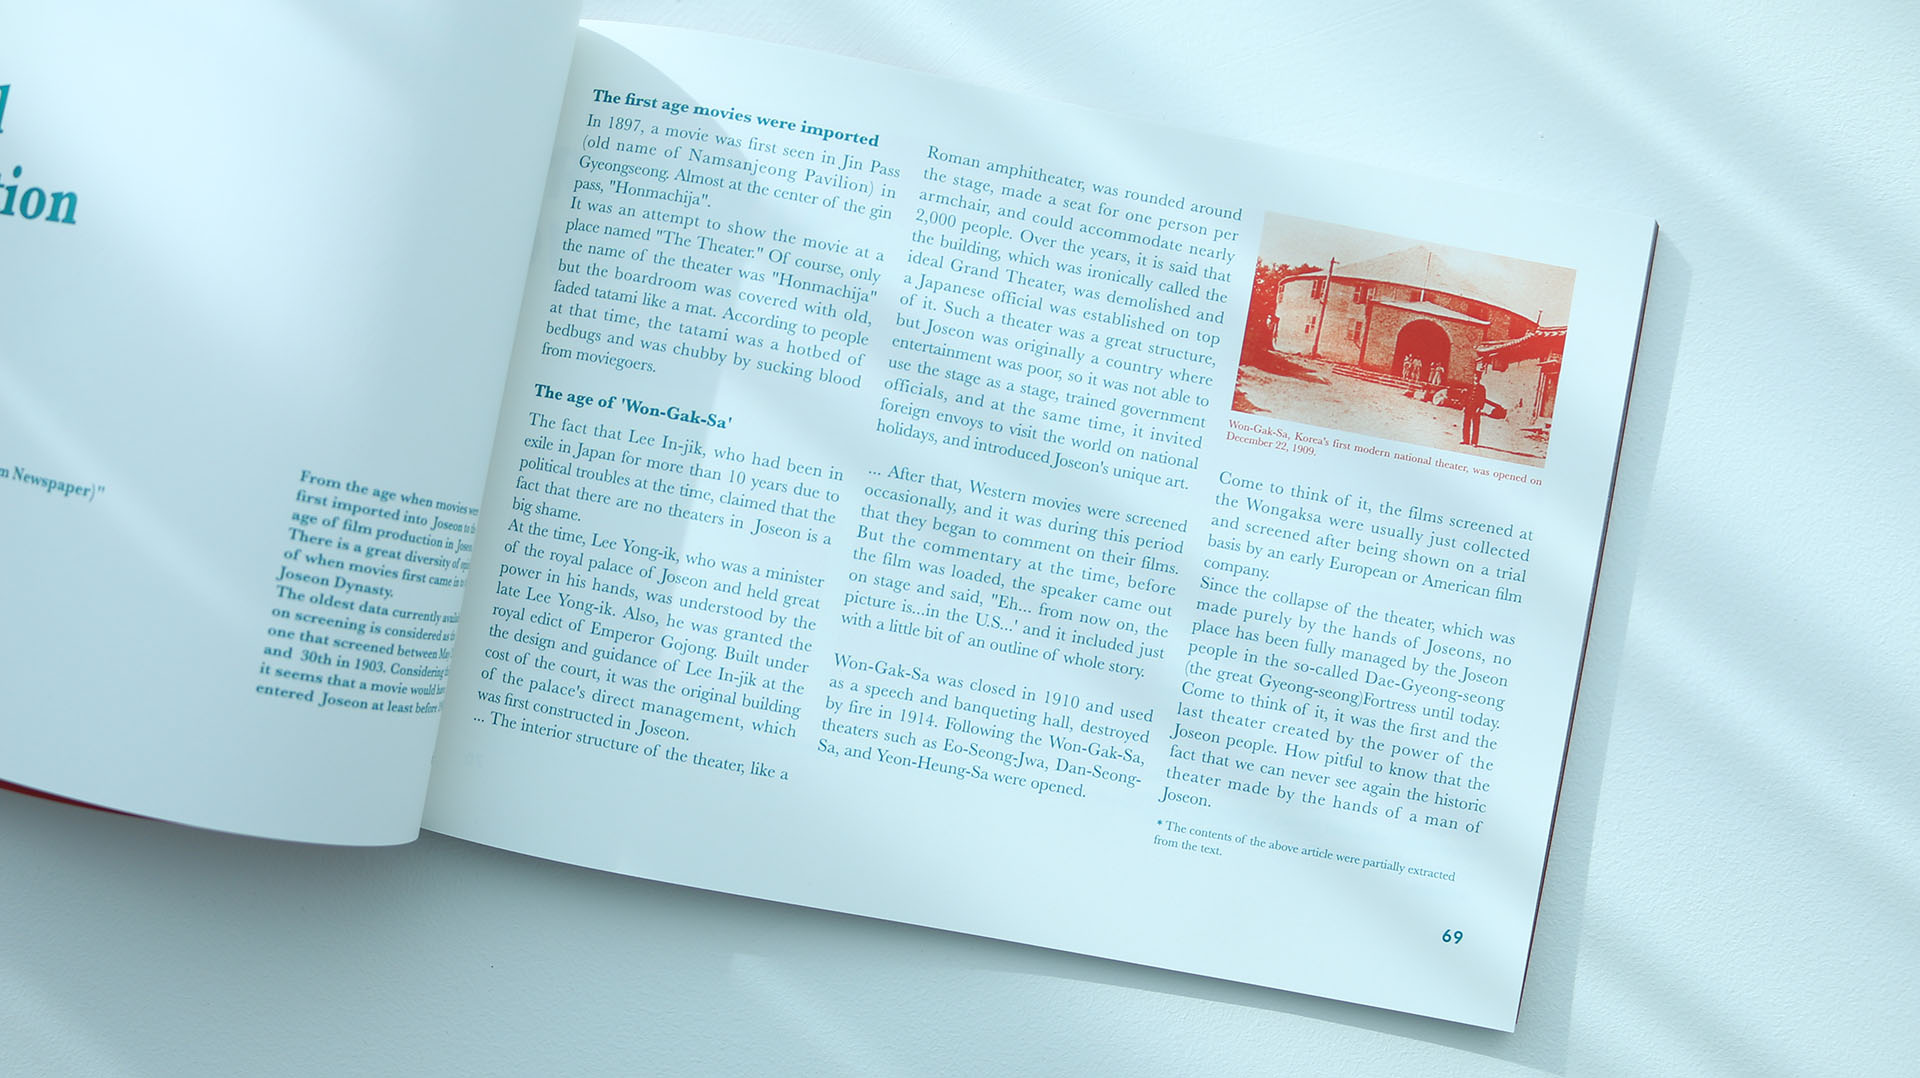 tion
m Newspaper)"
From the age when movies
first imported into Joseon to
age of film production in
There is a great diversity of
of when movies first came in
Joseon Dynasty.
The oldest data currently
on screening is considered as
one that screened between
and 30th in 1903. Considering
it seems that a movie would
entered Joseon at least before
The first age movies were imported
In 1897, a movie was first seen in Jin Pass
(old name of Namsanjeong Pavilion) in
Gyeongseong. Almost at the center of the gin
pass, "Honmachija".
It was an attempt to show the movie at a
place named "The Theater." Of course, only
the name of the theater was "Honmachija"
but the boardroom was covered with old,
faded tatami like a mat. According to people
at that time, the tatami was a hotbed of
bedbugs and was chubby by sucking blood
from moviegoers.
The age of 'Won-Gak-Sa'
The fact that Lee In-jik, who had been in
exile in Japan for more than 10 years due to
political troubles at the time, claimed that the
fact that there are no theaters in Joseon is a
big shame.
At the time, Lee Yong-ik, who was a minister
of the royal palace of Joseon and held great
power in his hands, was understood by the
late Lee Yong-ik. Also, he was granted the
royal edict of Emperor Gojong. Built under
the design and guidance of Lee In-jik at the
cost of the court, it was the original building
of the palace's direct management, which
was first constructed in Joseon.
... The interior structure of the theater, like a
Roman amphitheater, was rounded around
the stage, made a seat for one person per
armchair, and could accommodate nearly
2,000 people. Over the years, it is said that
the building, which was ironically called the
ideal Grand Theater, was demolished and
a Japanese official was established on top
of it. Such a theater was a great structure,
but Joseon was originally a country where
entertainment was poor, so it was not able to
use the stage as a stage, trained government
officials, and at the same time, it invited
foreign envoys to visit the world on national
holidays, and introduced Joseon's unique art.
... After that, Western movies were screened
occasionally, and it was during this period
that they began to comment on their films.
But the commentary at the time, before
the film was loaded, the speaker came out
on stage and said, "Eh... from now on, the
picture is...in the U.S...' and it included just
with a little bit of an outline of whole story.
Won-Gak-Sa was closed in 1910 and used
as a speech and banqueting hall, destroyed
by fire in 1914. Following the Won-Gak-Sa,
theaters such as Eo-Seong-Jwa, Dan-Seong-
Sa, and Yeon-Heung-Sa were opened.
Won-Gak-Sa, Korea's first modern national theater, was opened on
December 22, 1909.
Come to think of it, the films screened at
the Wongaksa were usually just collected
and screened after being shown on a trial
basis by an early European or American film
company.
Since the collapse of the theater, which was
made purely by the hands of Joseons, no
place has been fully managed by the Joseon
people in the so-called Dae-Gyeong-seong
(the great Gyeong-seong)Fortress until today.
Come to think of it, it was the first and the
last theater created by the power of the
Joseon people. How pitful to know that the
fact that we can never see again the historic
theater made by the hands of a man of
Joseon.
* The contents of the above article were partially extracted
from the text.
69